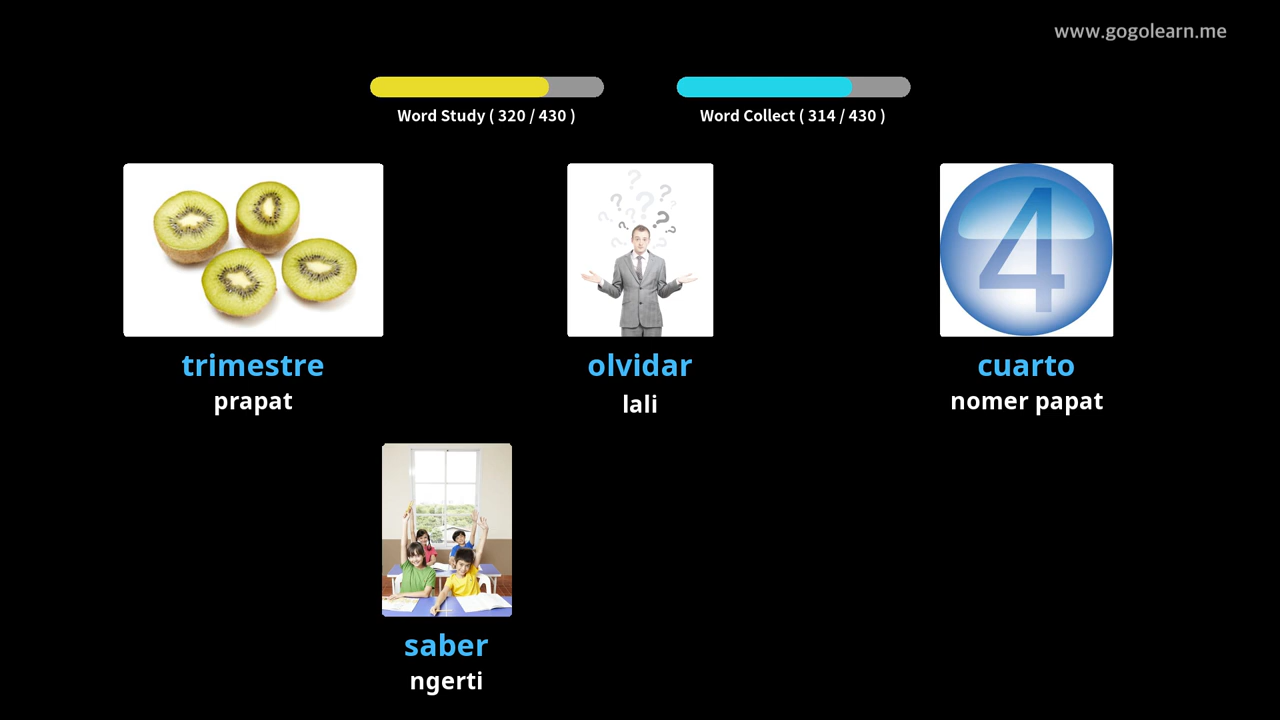 www.gogolearn.me
Word Study ( 320 / 430 )
Word Collect ( 314 / 430 )
4
trimestre
prapat
olvidar
lali
cuarto
nomer papat
saber
ngerti